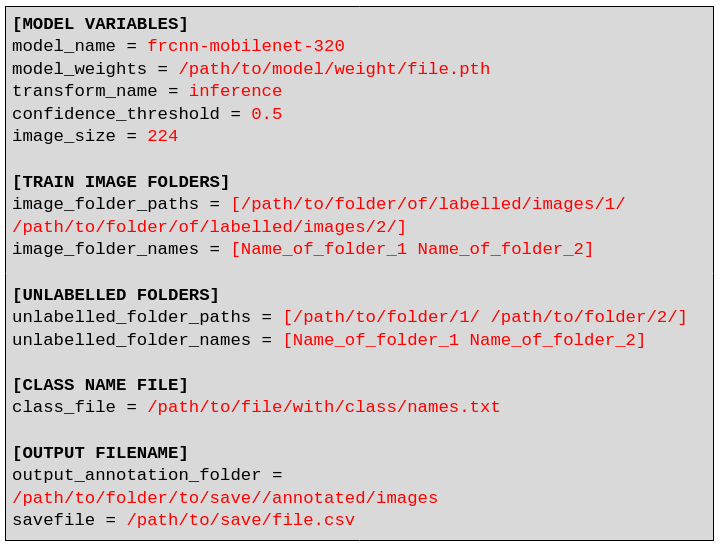 [MODEL VARIABLES]
model_name = frcnn-mobilenet-320
model_weights = /path/to/model/weight/file.pth
transform_name = inference
confidence_threshold = 0.5
image_size = 224
[TRAIN IMAGE FOLDERS]
image_folder_paths = [/path/to/folder/of/labelled/images/1/
/path/to/folder/of/labelled/images/2/]
image_folder_names = [Name_of_folder_1 Name_of_folder_2]
[UNLABELLED FOLDERS]
unlabelled_folder_paths = [/path/to/folder/1/ /path/to/folder/2/]
unlabelled_folder_names = [Name_of_folder_1 Name_of_folder_2]
[CLASS NAME FILE]
class_file = /path/to/file/with/class/names.txt
[OUTPUT FILENAME]
output_annotation_folder =
/path/to/folder/to/save//annotated/images
savefile = /path/to/save/file.csv